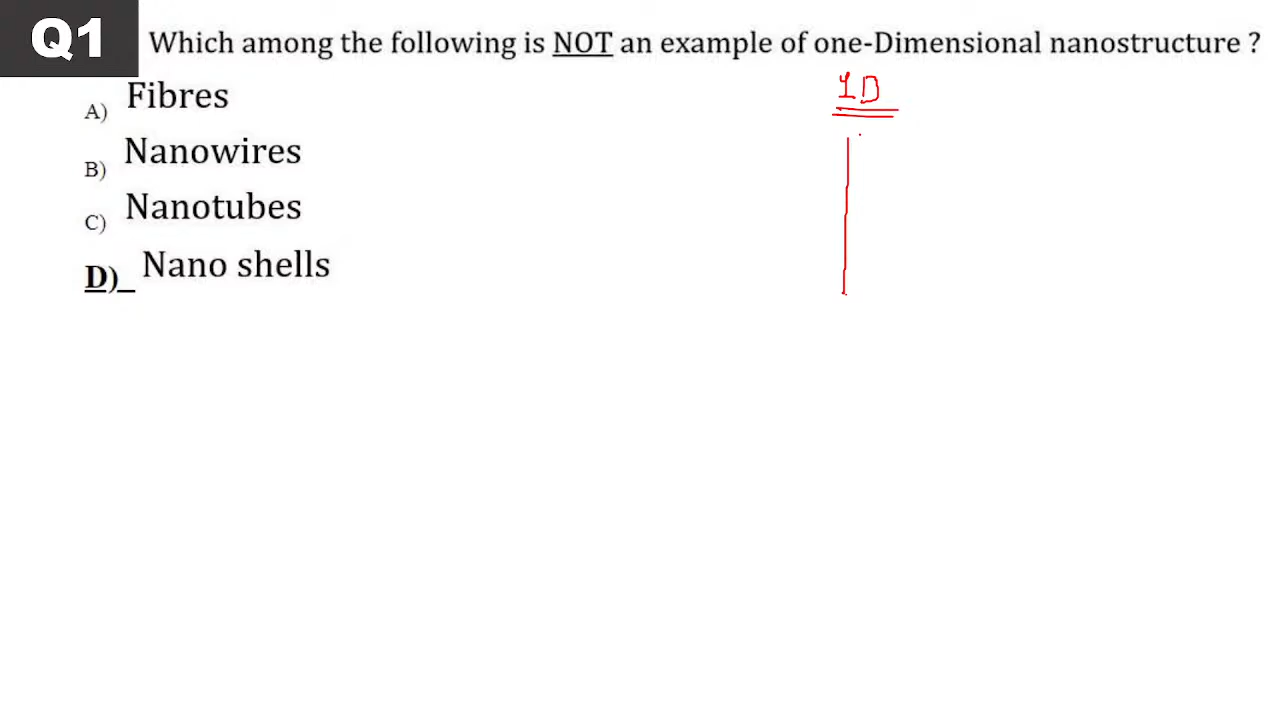 Q1
Which among the following is NOT an example of one-Dimensional nanostructure ?
1D
A) Fibres
B) Nanowires
C) Nanotubes
D)_ Nano shells